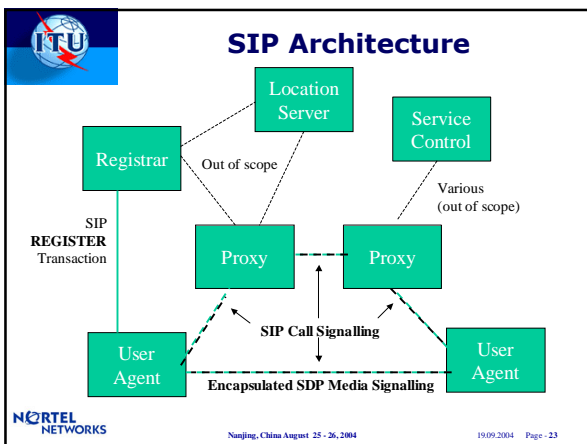 ITU
SIP Architecture
Location
Server
Service
Control
Registrar
Out of scope
Various
(out of scope)
SIP
REGISTER
Transaction
Proxy
Proxy
SIP Call Signalling
User
Agent
User
Agent
Encapsulated SDP Media Signalling
NORTEL
NETWORKS
Nanjing, China August 25 - 26, 2004
19.09.2004 Page - 23